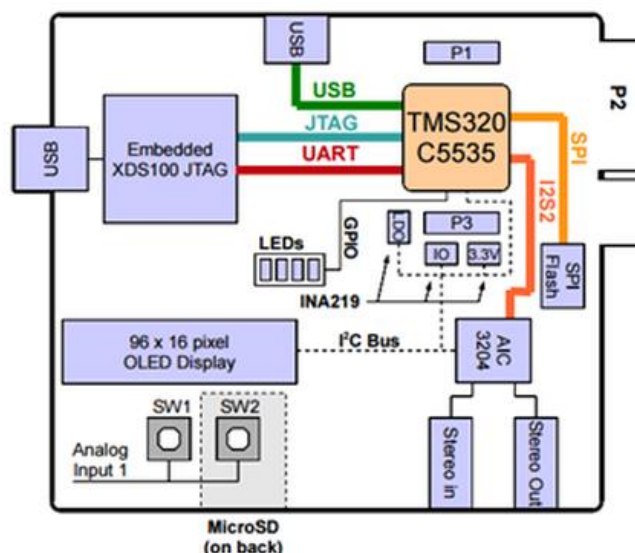 USB
P1
P2
USB
JTAG
UART
TMS320
C5535
SPI
I2S2
USB
Embedded
XDS100 JTAG
GPIO
LEDs
LDO
P3
IO
3.3V
SPI
Flash
INA219
96 x 16 pixel
OLED Display
I²C Bus
AIC
3204
SW1
SW2
Analog
Input 1
Stereo in
Stereo Out
MicroSD
(on back)